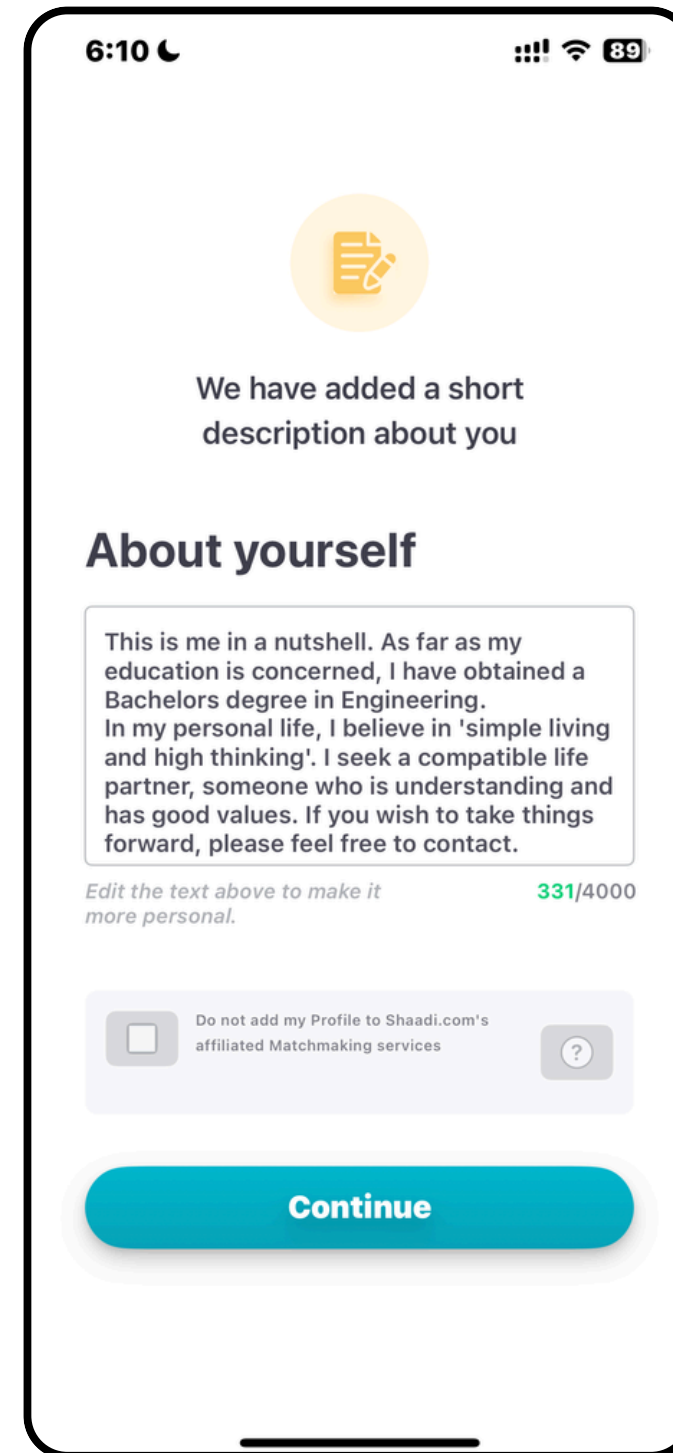 6:10
89
We have added a short
description about you
About yourself
This is me in a nutshell. As far as my
education is concerned, I have obtained a
Bachelors degree in Engineering.
In my personal life, I believe in 'simple living
and high thinking'. I seek a compatible life
partner, someone who is understanding and
has good values. If you wish to take things
forward, please feel free to contact.
Edit the text above to make it
more personal.
331/4000
Do not add my Profile to Shaadi.com's
affiliated Matchmaking services
?
Continue